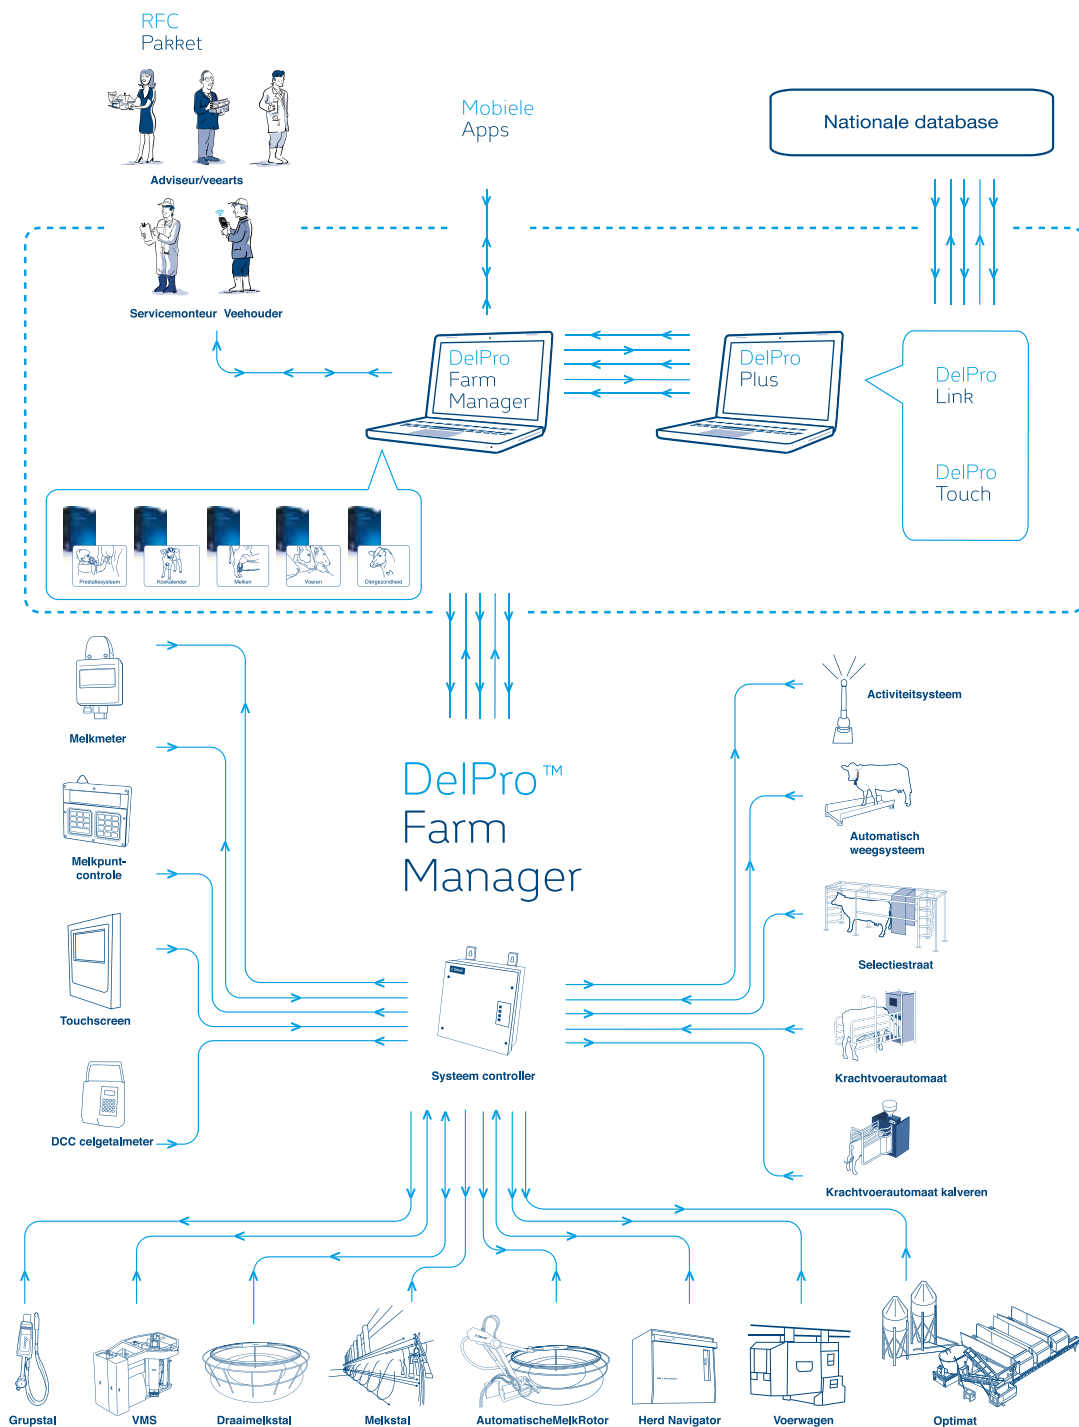 RFC
Pakket
Adviseur/veearts
Servicemonteur
Veehouder
Mobiele
Apps
Nationale database
DelPro
Farm
Manager
DelPro
Plus
DelPro
Link
DelPro
Touch
Prestatiesysteem
Koekalender
Melken
Voeren
Diergezondheid
Melkmeter
Melkpunt-
controle
Touchscreen
DCC celgetalmeter
DelPro™
Farm
Manager
Systeem controller
Activiteitsysteem
Automatisch
weegsysteem
Selectiestraat
Krachtvoerautomaat
Krachtvoerautomaat kalveren
Grupstal
VMS
Draaimelkstal
Melkstal
AutomatischeMelkRotor
Herd Navigator
Voerwagen
Optimat